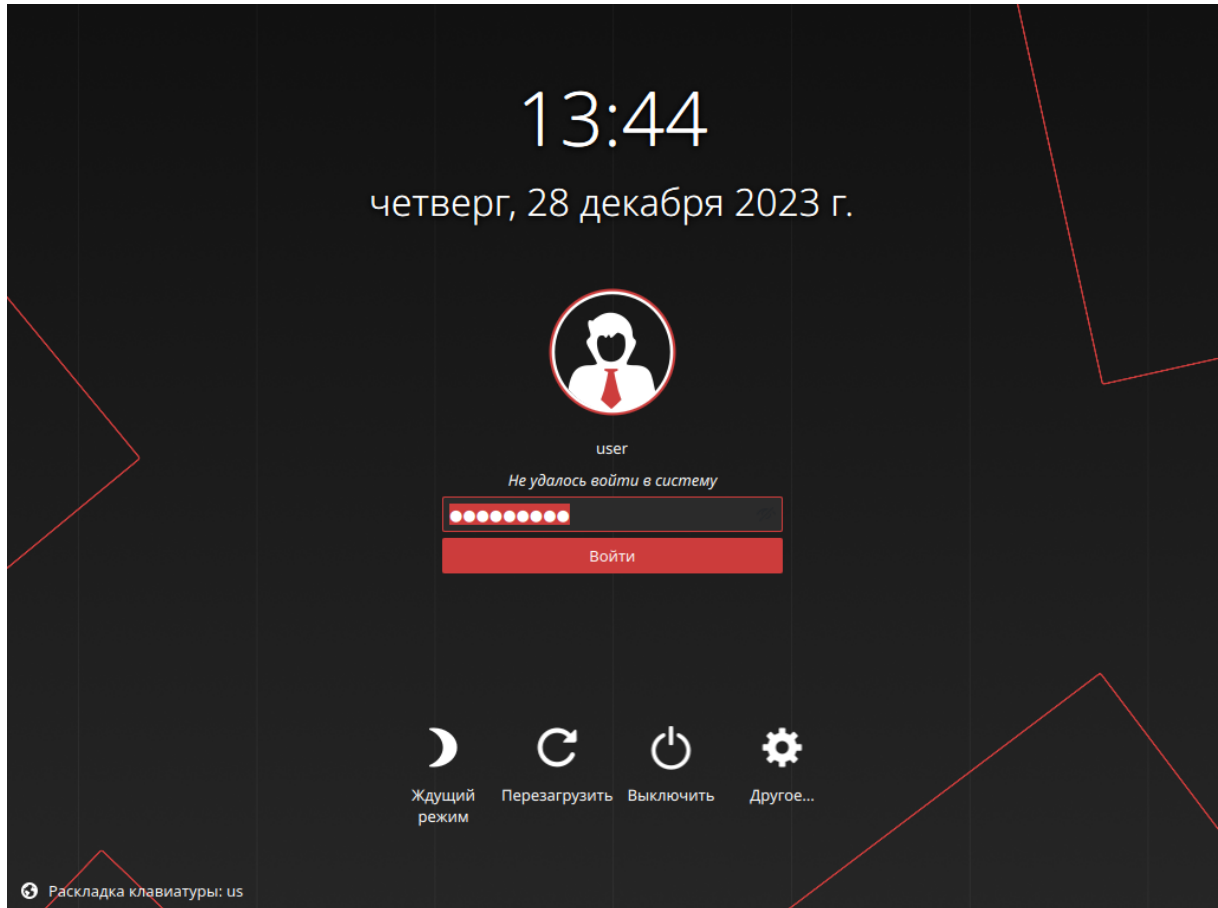 13:44
четверг, 28 декабря 2023 г.
user
Не удалось войти в систему
Войти
Ждущий
режим
Перезагрузить
Выключить
Другое...
Раскладка клавиатуры: us